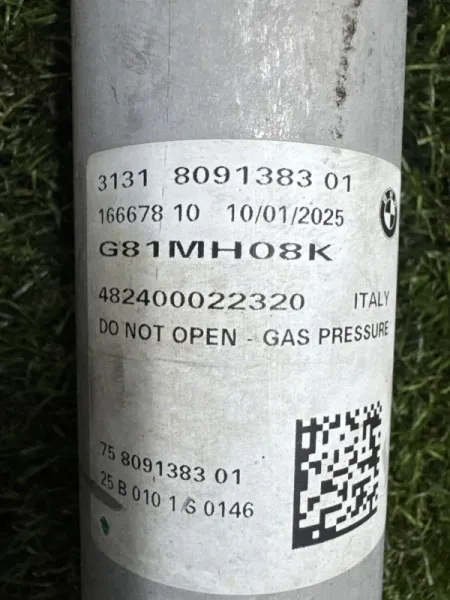 3131 8091383 01
166678 10 10/01/2025
G81MH08K
482400022320 ITALY
DO NOT OPEN - GAS PRESSURE
75 8091383 01
25 B 010 1 S 0146